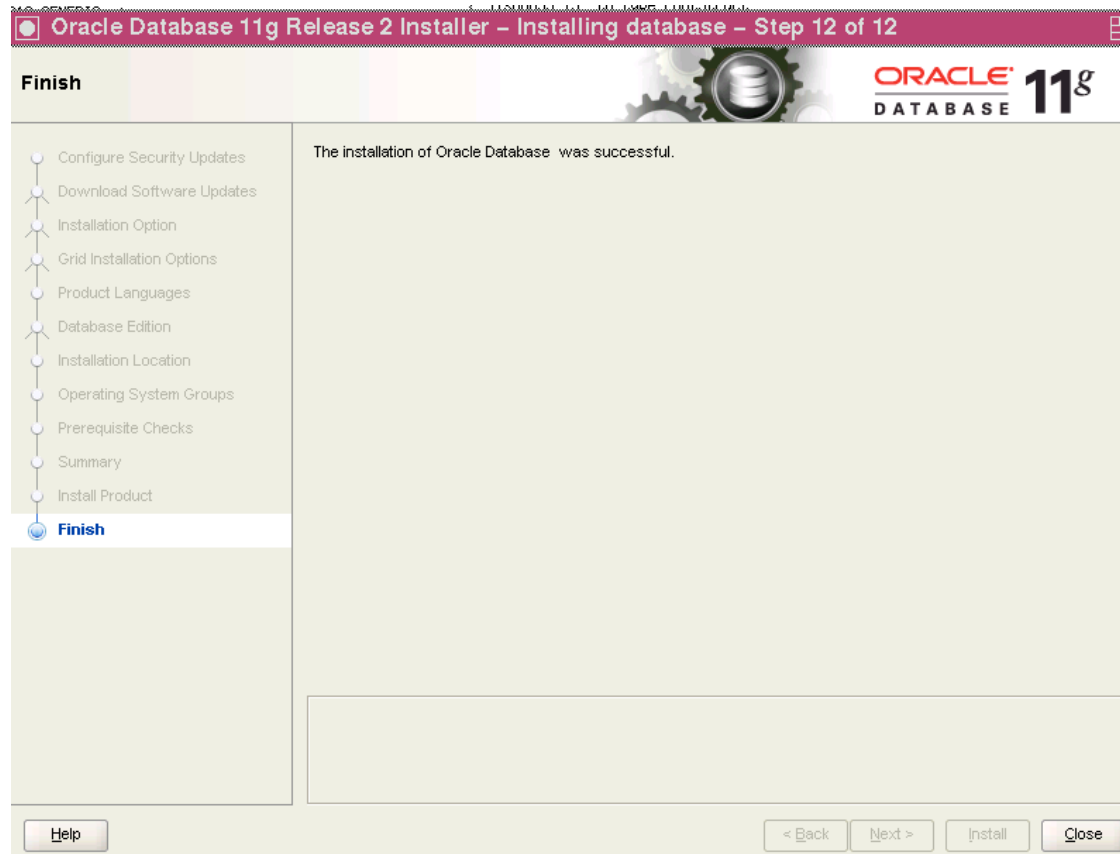 Oracle Database 11g Release 2 Installer – Installing database – Step 12 of 12
Finish
ORACLE
DATABASE
11g
Configure Security Updates
Download Software Updates
Installation Option
Grid Installation Options
Product Languages
Database Edition
Installation Location
Operating System Groups
Prerequisite Checks
Summary
Install Product
Finish
The installation of Oracle Database was successful.
Help
< Back
Next >
Install
Close